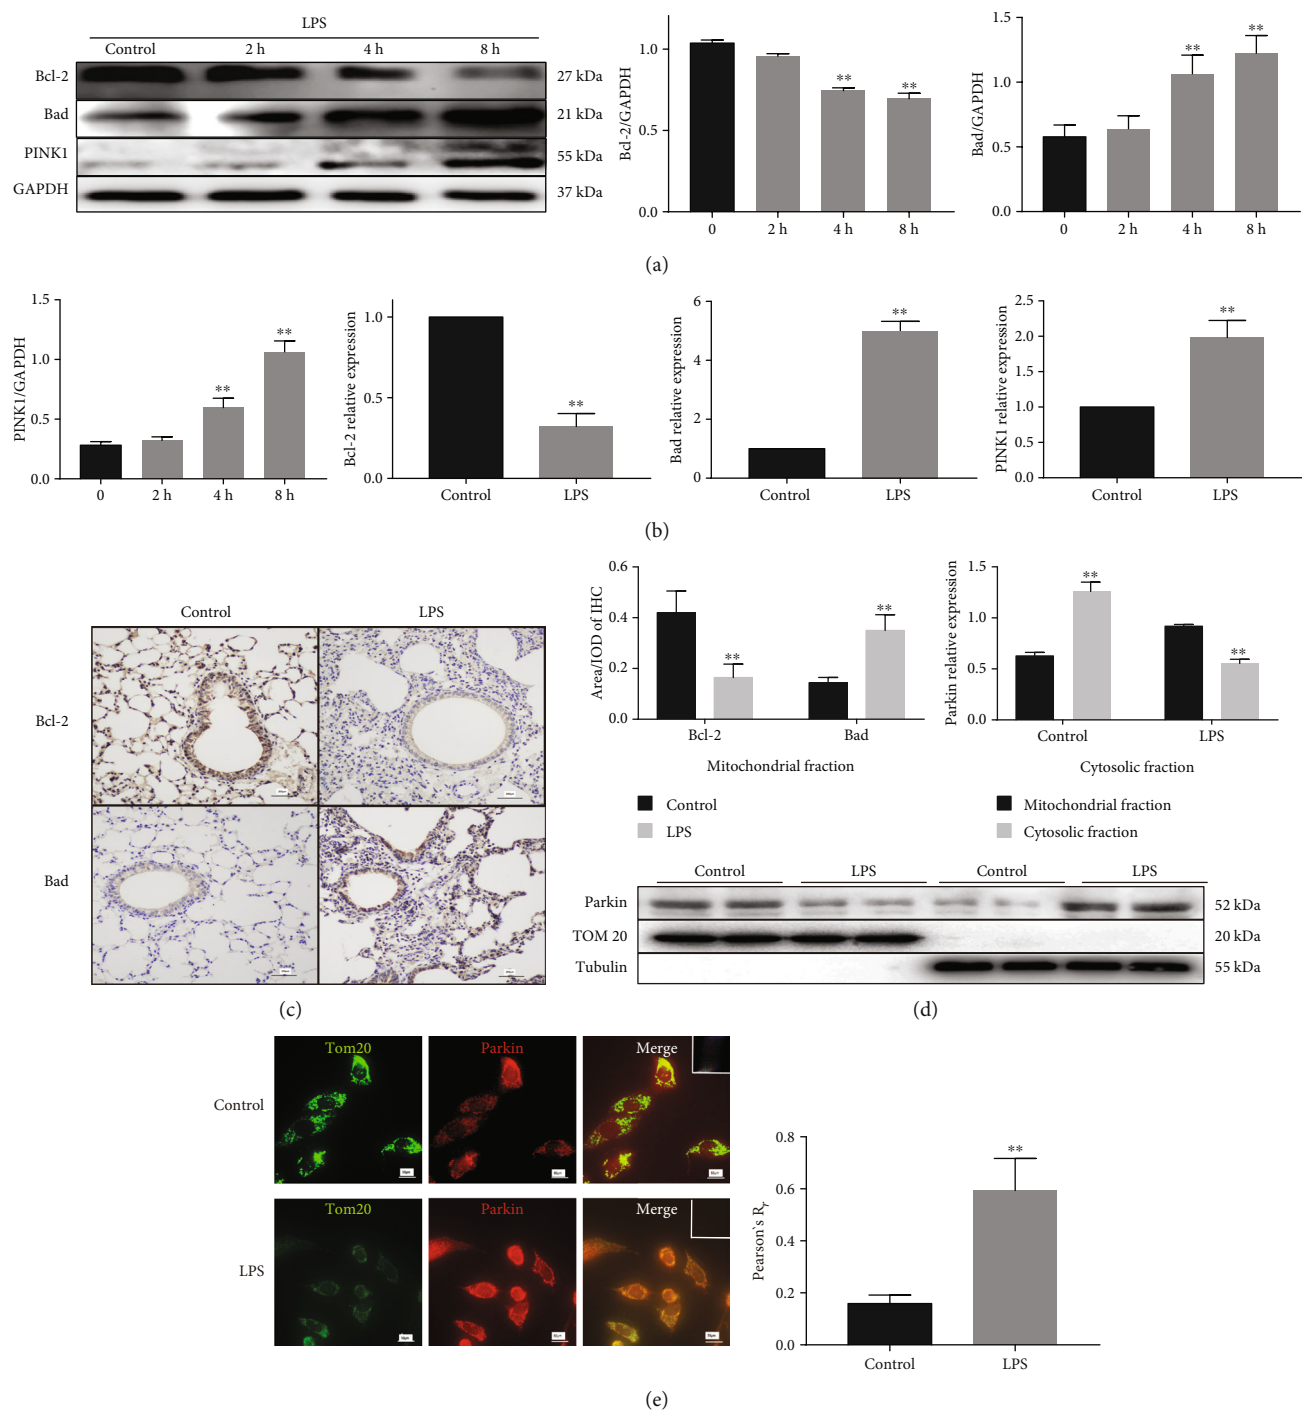 LPS
Control 2 h 4 h 8 h
Bcl-2 27 kDa
Bad 21 kDa
PINK1 55 kDa
GAPDH 37 kDa
Bcl-2/GAPDH
1.0
0.5
0.0
** **
0 2 h 4 h 8 h
Bad/GAPDH
1.5
1.0
0.5
0.0
** **
0 2 h 4 h 8 h
(a)
PINK1/GAPDH
1.5
1.0
0.5
0.0
** **
0 2 h 4 h 8 h
Bcl-2 relative expression
1.0
0.5
0.0
**
Control LPS
Bad relative expression
6
4
2
0
**
Control LPS
PINK1 relative expression
2.5
2.0
1.5
1.0
0.5
0.0
**
Control LPS
(b)
Control LPS
Bcl-2
Bad
(c)
Area/IOD of IHC
0.6
0.4
0.2
0.0
** **
Bcl-2 Bad
Mitochondrial fraction
Control
LPS
Parkin relative expression
1.5
1.0
0.5
0.0
** **
Control LPS
Cytosolic fraction
Mitochondrial fraction
Cytosolic fraction
Control LPS Control LPS
Parkin 52 kDa
TOM 20 20 kDa
Tubulin 55 kDa
(d)
Tom20 Parkin Merge
Control
Tom20 Parkin Merge
LPS
Pearson`s Rr
0.8
0.6
0.4
0.2
0.0
**
Control LPS
(e)